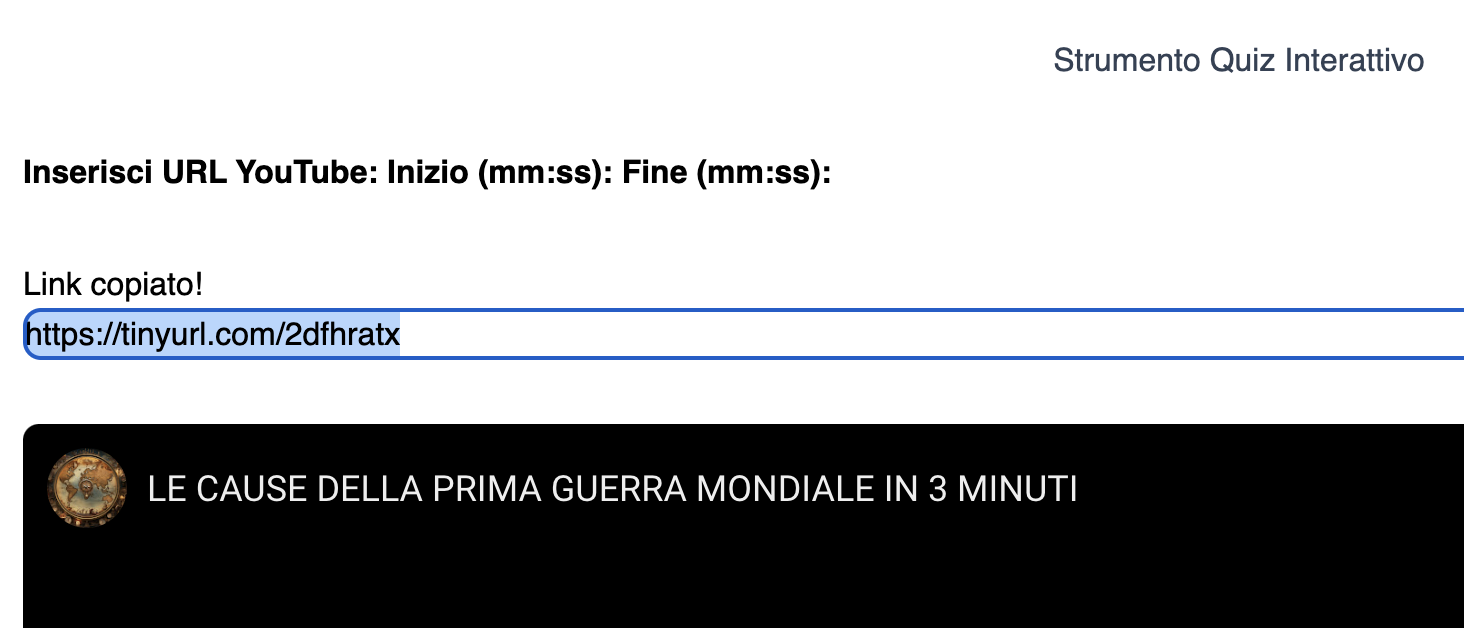 Strumento Quiz Interattivo
Inserisci URL YouTube: Inizio (mm:ss): Fine (mm:ss):
Link copiato!
https://tinyurl.com/2dfhratx
LE CAUSE DELLA PRIMA GUERRA MONDIALE IN 3 MINUTI